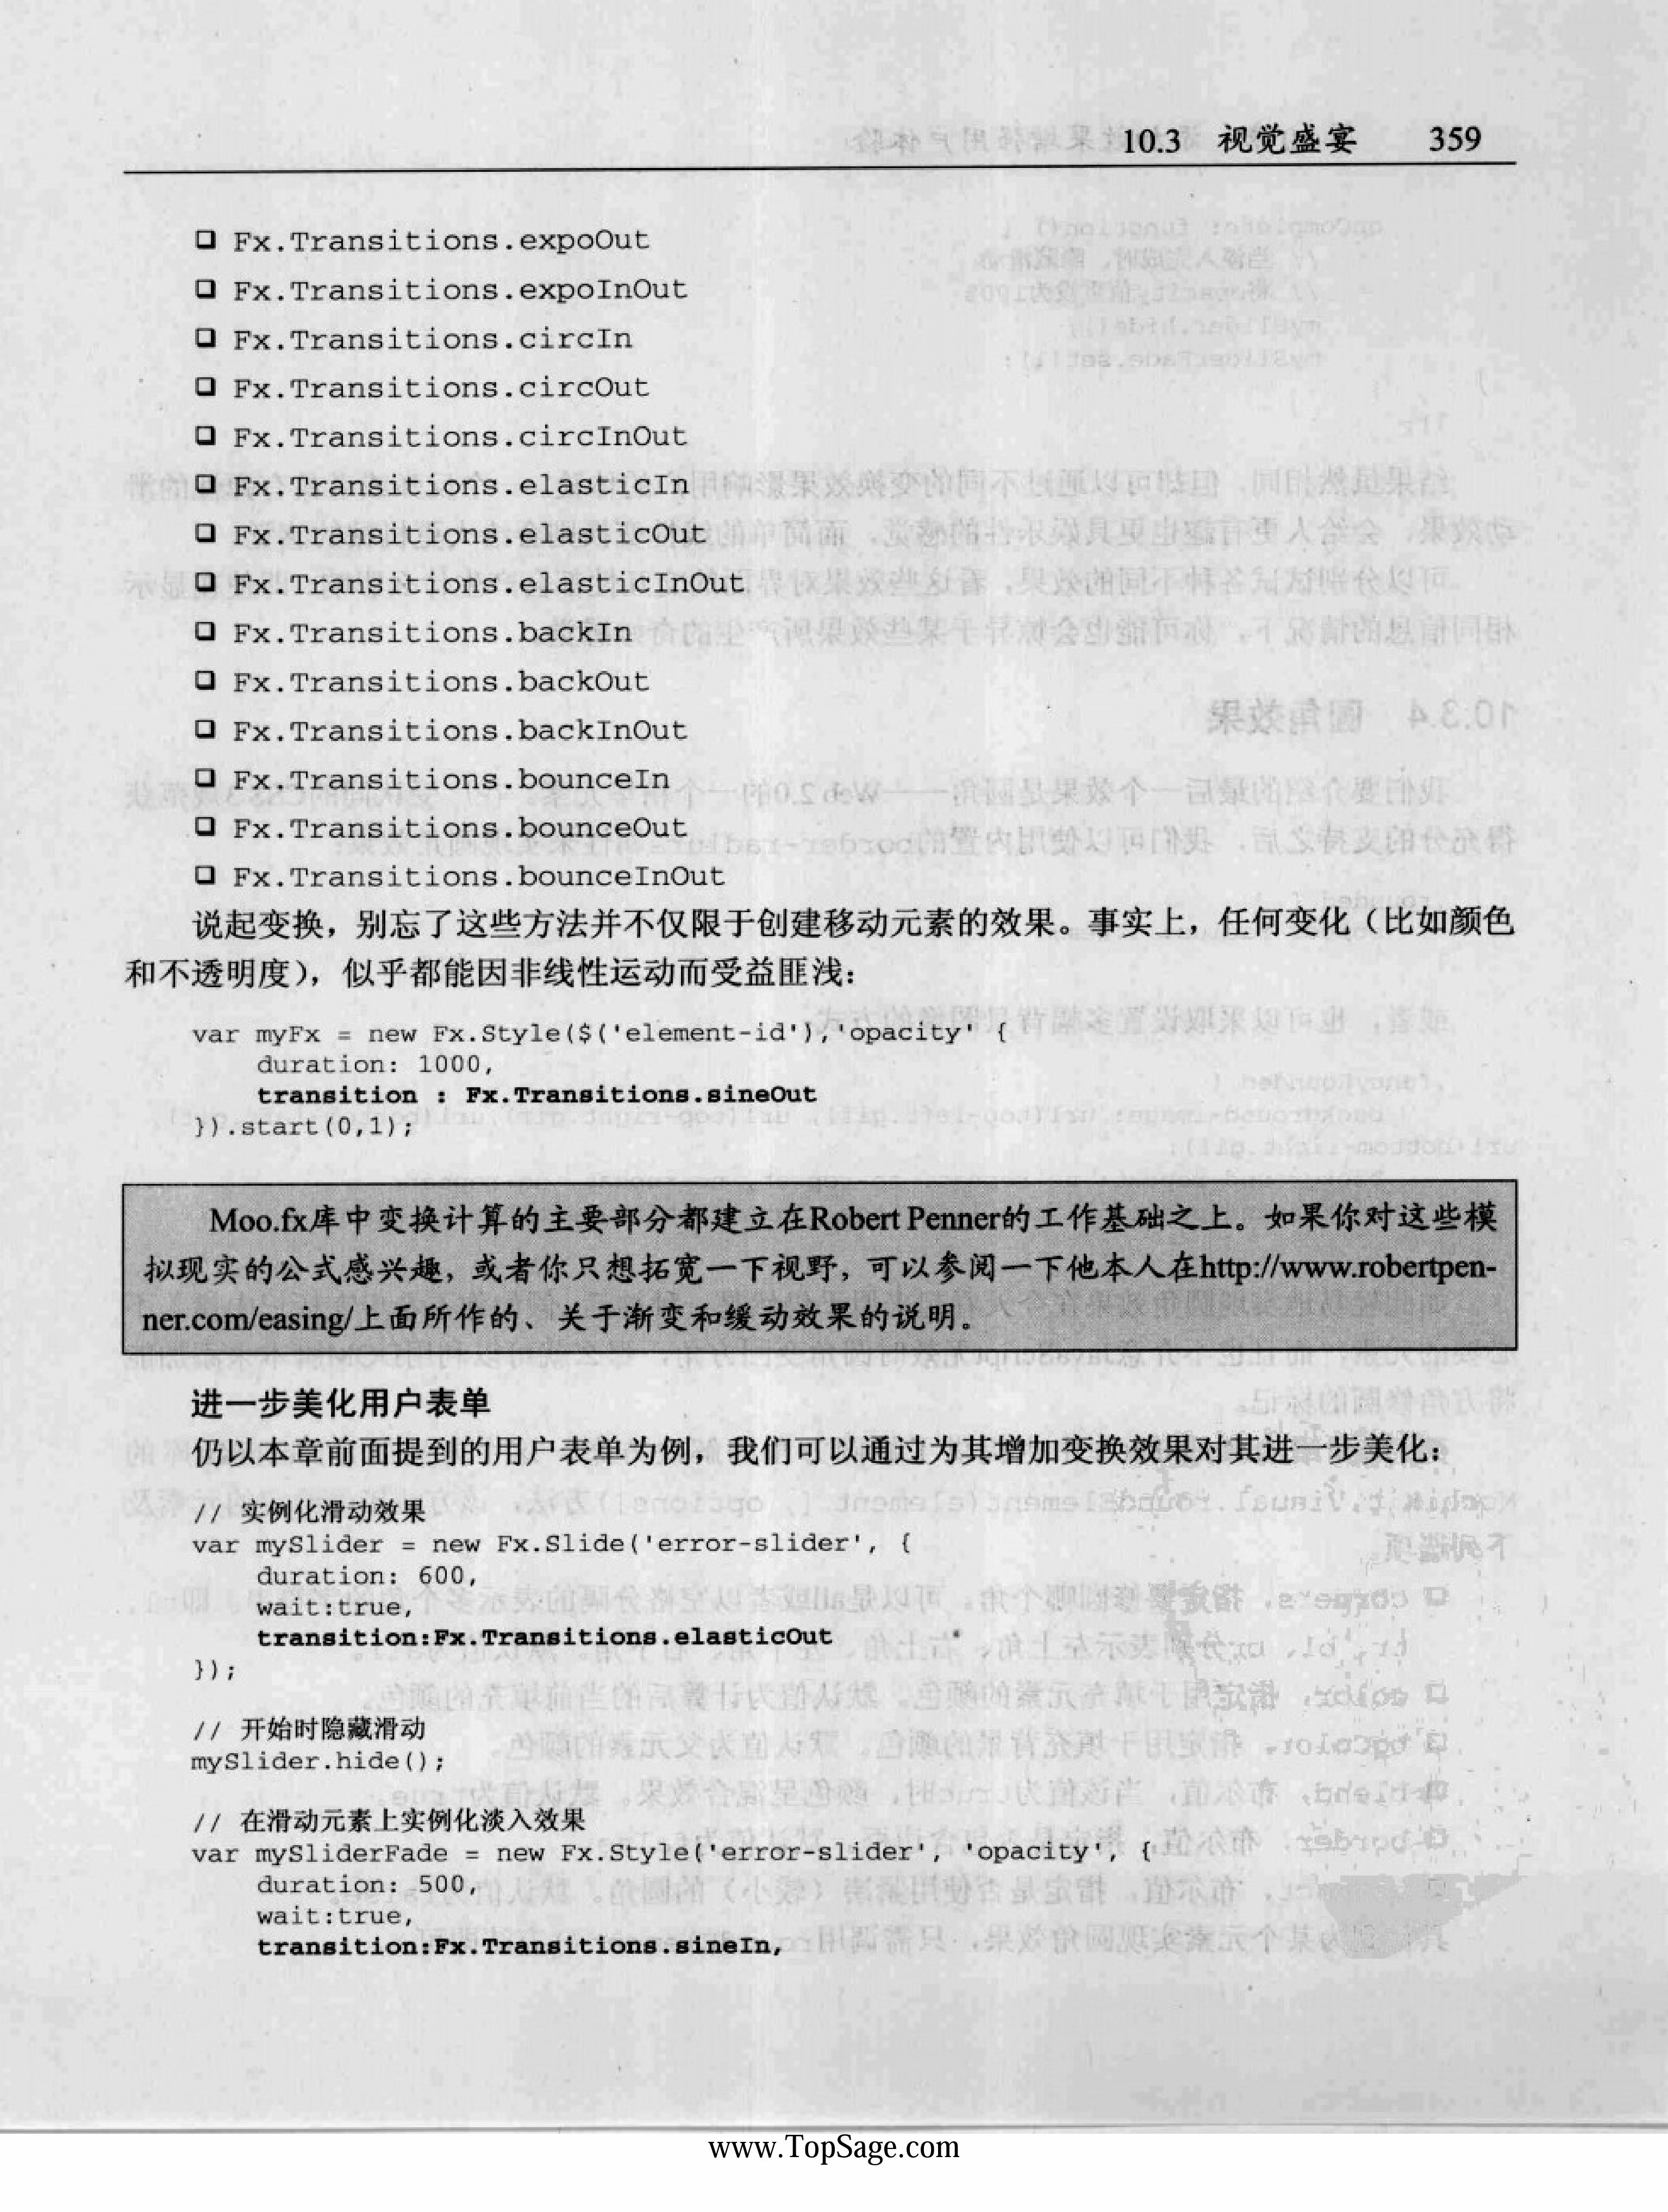 10.3 视觉盛宴 359
❑ Fx.Transitions.expoOut
❑ Fx.Transitions.expoInOut
❑ Fx.Transitions.circIn
❑ Fx.Transitions.circOut
❑ Fx.Transitions.circInOut
❑ Fx.Transitions.elasticIn
❑ Fx.Transitions.elasticOut
❑ Fx.Transitions.elasticInOut
❑ Fx.Transitions.backIn
❑ Fx.Transitions.backOut
❑ Fx.Transitions.backInOut
❑ Fx.Transitions.bounceIn
❑ Fx.Transitions.bounceOut
❑ Fx.Transitions.bounceInOut
说起变换，别忘了这些方法并不仅限于创建移动元素的效果。事实上，任何变化（比如颜色
和不透明度），似乎都能因非线性运动而受益匪浅：
var myFx = new Fx.Style($('element-id'),'opacity' {
    duration: 1000,
    transition : Fx.Transitions.sineOut
}).start(0,1);
Moo.fx库中变换计算的主要部分都建立在Robert Penner的工作基础之上。如果你对这些模
拟现实的公式感兴趣，或者你只想拓宽一下视野，可以参阅一下他本人在http://www.robertpen-
ner.com/easing/上面所作的、关于渐变和缓动效果的说明。
进一步美化用户表单
仍以本章前面提到的用户表单为例，我们可以通过为其增加变换效果对其进一步美化：
// 实例化滑动效果
var mySlider = new Fx.Slide('error-slider', {
    duration: 600,
    wait:true,
    transition:Fx.Transitions.elasticOut
});
// 开始时隐藏滑动
mySlider.hide();
// 在滑动元素上实例化淡入效果
var mySliderFade = new Fx.Style('error-slider', 'opacity', {
    duration: 500,
    wait:true,
    transition:Fx.Transitions.sineIn,
www.TopSage.com